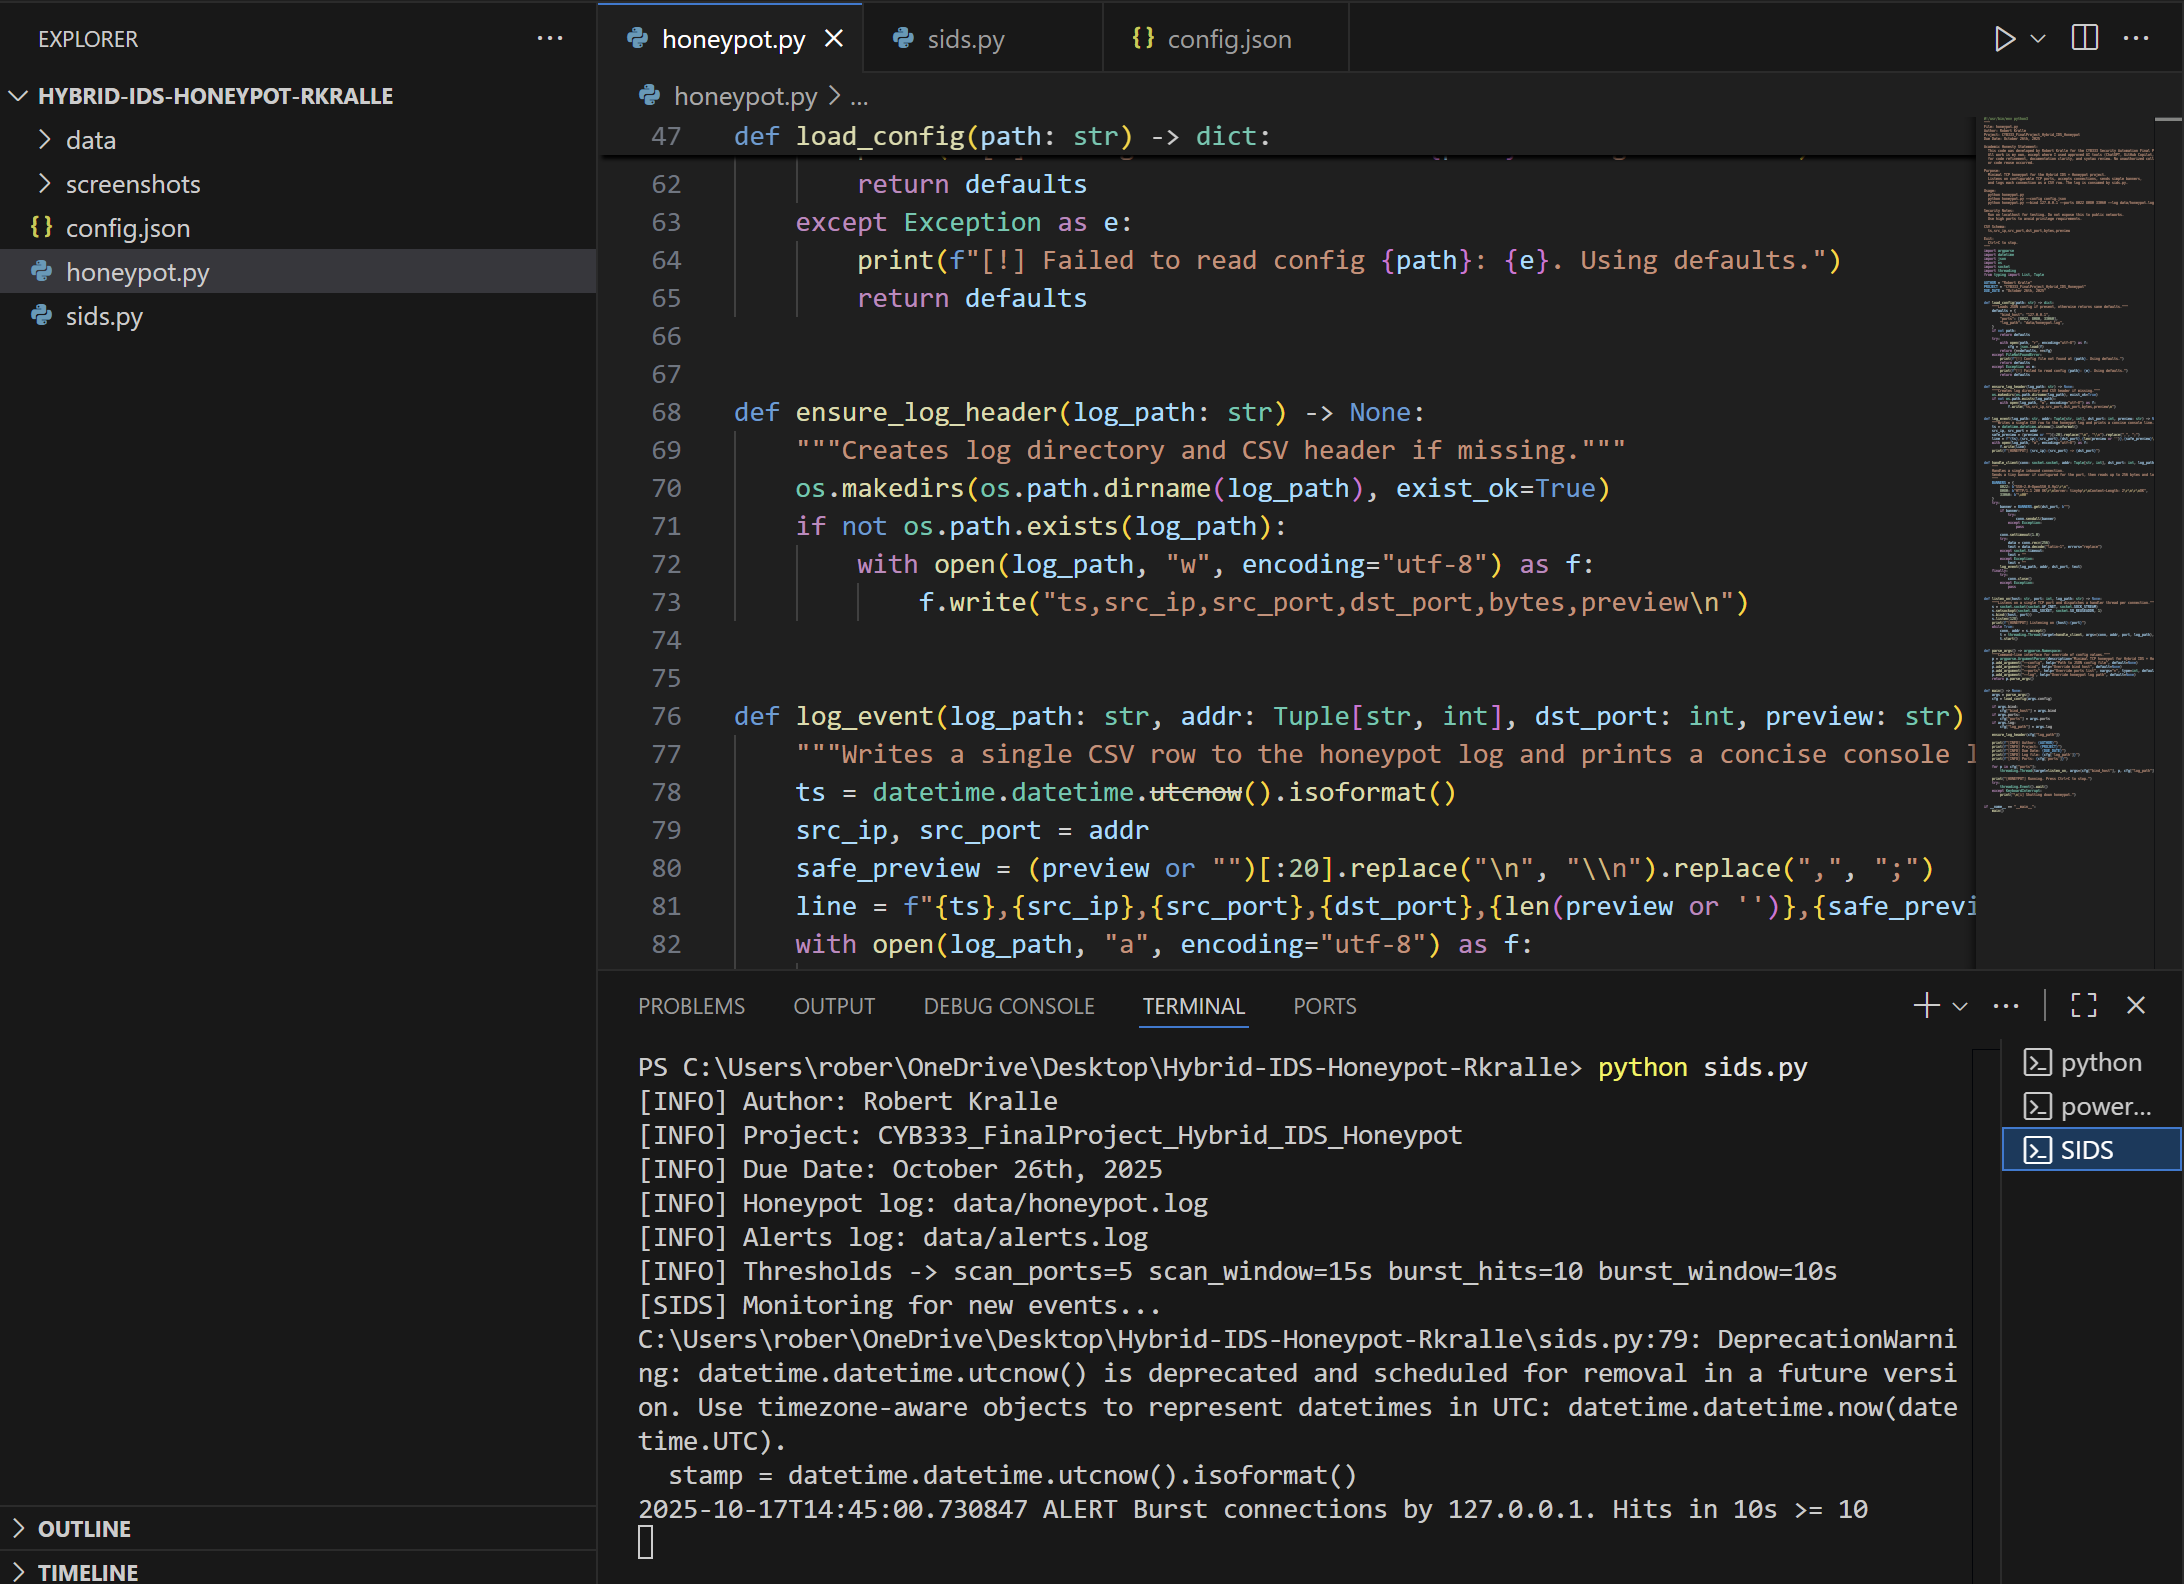 EXPLORER
HYBRID-IDS-HONEYPOT-RKRALLE
data
screenshots
{} config.json
honeypot.py
sids.py
OUTLINE
TIMELINE
honeypot.py
sids.py
{} config.json
honeypot.py > ...
47 def load_config(path: str) -> dict:
62 return defaults
63 except Exception as e:
64 print(f"[!] Failed to read config {path}: {e}. Using defaults.")
65 return defaults
66
67
68 def ensure_log_header(log_path: str) -> None:
69 """Creates log directory and CSV header if missing."""
70 os.makedirs(os.path.dirname(log_path), exist_ok=True)
71 if not os.path.exists(log_path):
72 with open(log_path, "w", encoding="utf-8") as f:
73 f.write("ts,src_ip,src_port,dst_port,bytes,preview\n")
74
75
76 def log_event(log_path: str, addr: Tuple[str, int], dst_port: int, preview: str)
77 """Writes a single CSV row to the honeypot log and prints a concise console l
78 ts = datetime.datetime.utcnow().isoformat()
79 src_ip, src_port = addr
80 safe_preview = (preview or "")[:20].replace("\n", "\\n").replace(",", ";")
81 line = f"{ts},{src_ip},{src_port},{dst_port},{len(preview or '')},{safe_previ
82 with open(log_path, "a", encoding="utf-8") as f:
PROBLEMS OUTPUT DEBUG CONSOLE TERMINAL PORTS
PS C:\Users\rober\OneDrive\Desktop\Hybrid-IDS-Honeypot-Rkralle> python sids.py
[INFO] Author: Robert Kralle
[INFO] Project: CYB333_FinalProject_Hybrid_IDS_Honeypot
[INFO] Due Date: October 26th, 2025
[INFO] Honeypot log: data/honeypot.log
[INFO] Alerts log: data/alerts.log
[INFO] Thresholds -> scan_ports=5 scan_window=15s burst_hits=10 burst_window=10s
[SIDS] Monitoring for new events...
C:\Users\rober\OneDrive\Desktop\Hybrid-IDS-Honeypot-Rkralle\sids.py:79: DeprecationWarni
ng: datetime.datetime.utcnow() is deprecated and scheduled for removal in a future versi
on. Use timezone-aware objects to represent datetimes in UTC: datetime.datetime.now(date
time.UTC).
stamp = datetime.datetime.utcnow().isoformat()
2025-10-17T14:45:00.730847 ALERT Burst connections by 127.0.0.1. Hits in 10s >= 10
python
power...
SIDS